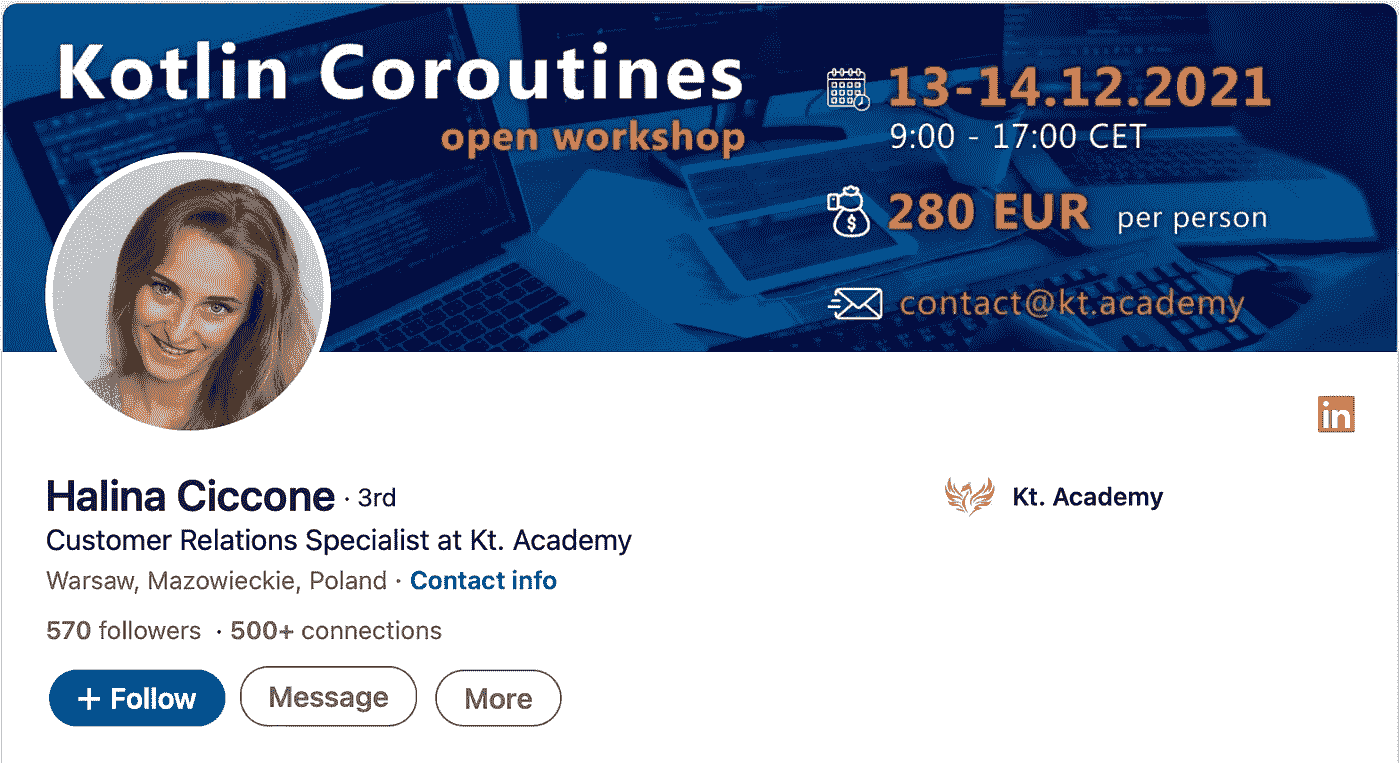 Kotlin Coroutines
open workshop
13-14.12.2021
9:00 - 17:00 CET
$ 280 EUR per person
contact@kt.academy
in
Halina Ciccone · 3rd
Kt. Academy
Customer Relations Specialist at Kt. Academy
Warsaw, Mazowieckie, Poland · Contact info
570 followers · 500+ connections
+ Follow
Message
More